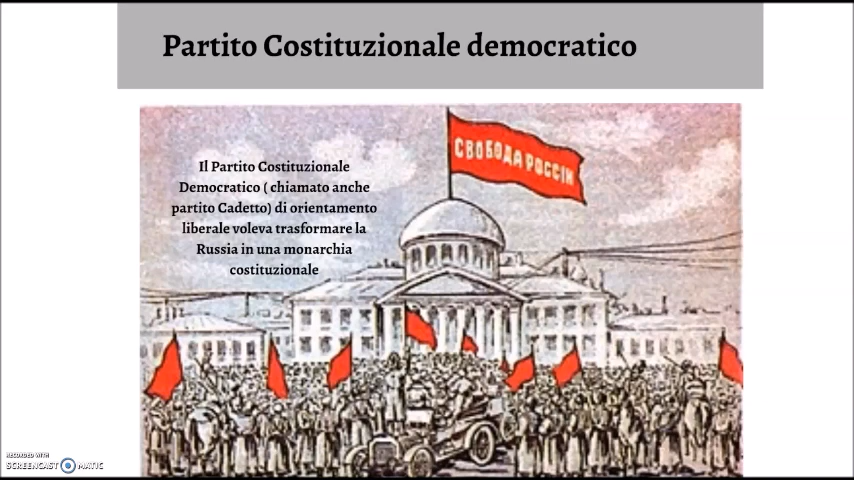 Partito Costituzionale democratico
СВОБОДА РОССІИ
Il Partito Costituzionale
Democratico ( chiamato anche
partito Cadetto) di orientamento
liberale voleva trasformare la
Russia in una monarchia
costituzionale
RECORDED WITH
SCREENCAST MATIC